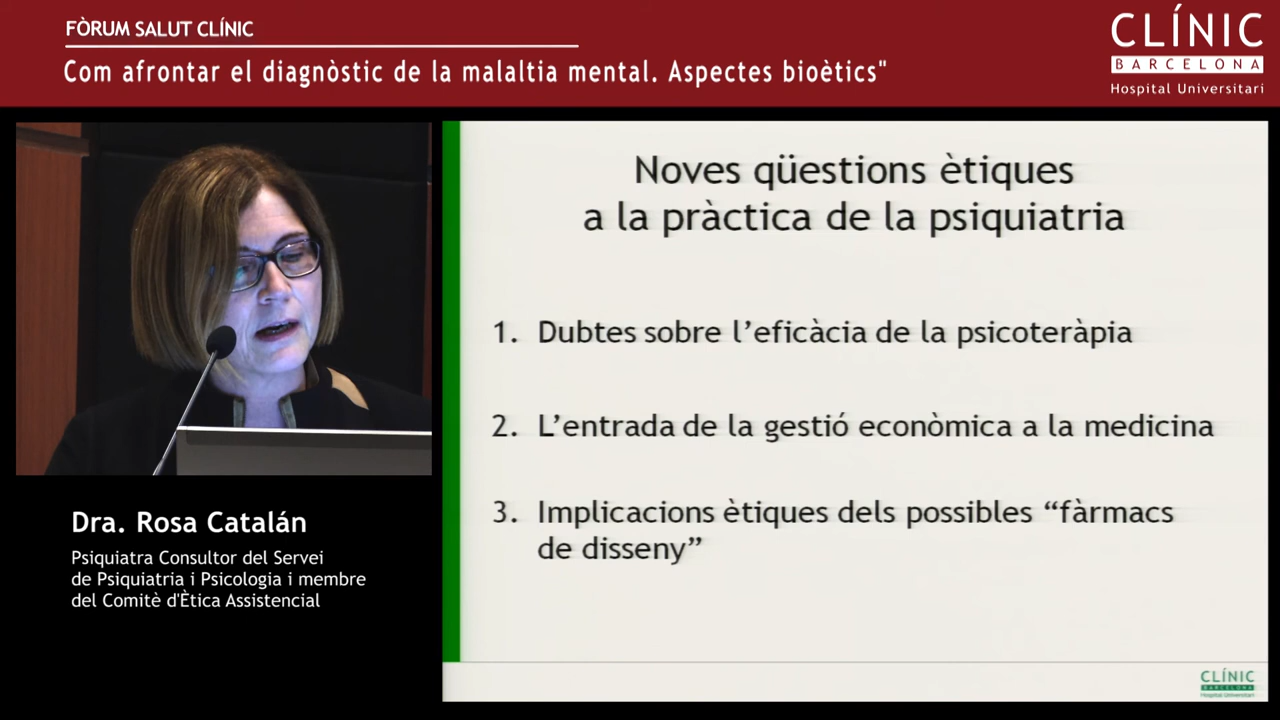 FÒRUM SALUT CLÍNIC
Com afrontar el diagnòstic de la malaltia mental. Aspectes bioètics"
CLÍNIC
BARCELONA
Hospital Universitari
Noves qüestions ètiques
a la pràctica de la psiquiatria
1. Dubtes sobre l’eficàcia de la psicoteràpia
2. L’entrada de la gestió econòmica a la medicina
3. Implicacions ètiques dels possibles “fàrmacs
de disseny”
Dra. Rosa Catalán
Psiquiatra Consultor del Servei
de Psiquiatria i Psicologia i membre
del Comitè d'Ètica Assistencial
CLÍNIC
BARCELONA
Hospital Universitari